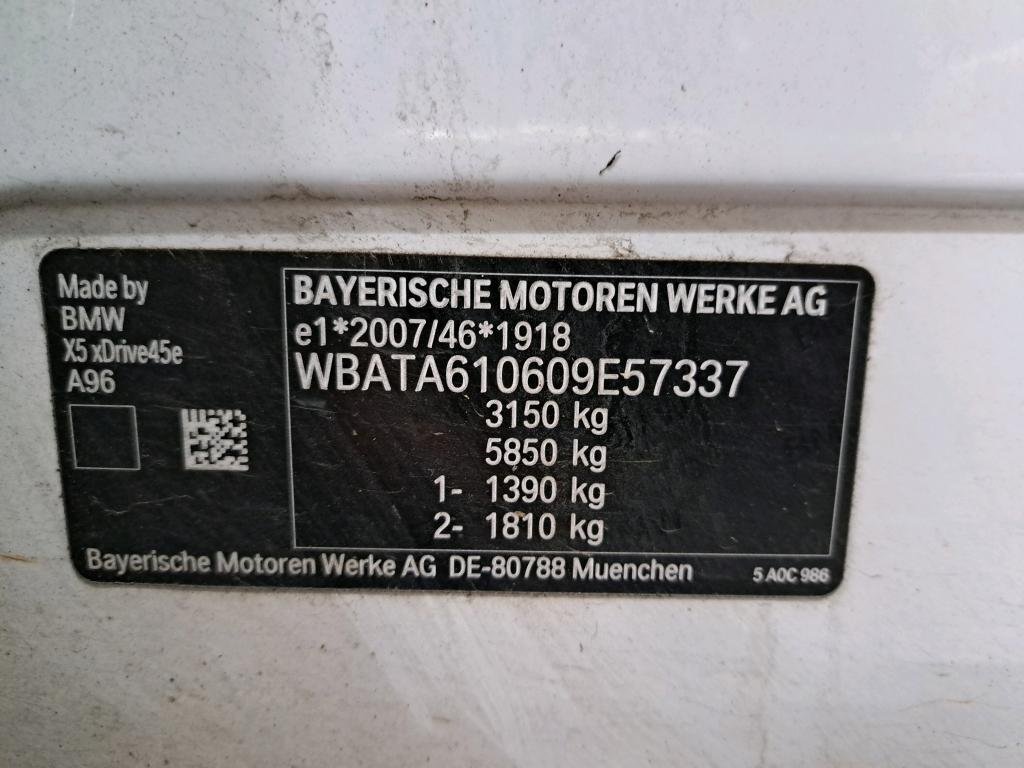 Made by
BMW
X5 xDrive45e
A96
BAYERISCHE MOTOREN WERKE AG
e1*2007/46*1918
WBATA610609E57337
3150 kg
5850 kg
1- 1390 kg
2- 1810 kg
Bayerische Motoren Werke AG DE-80788 Muenchen
5 A0C 986